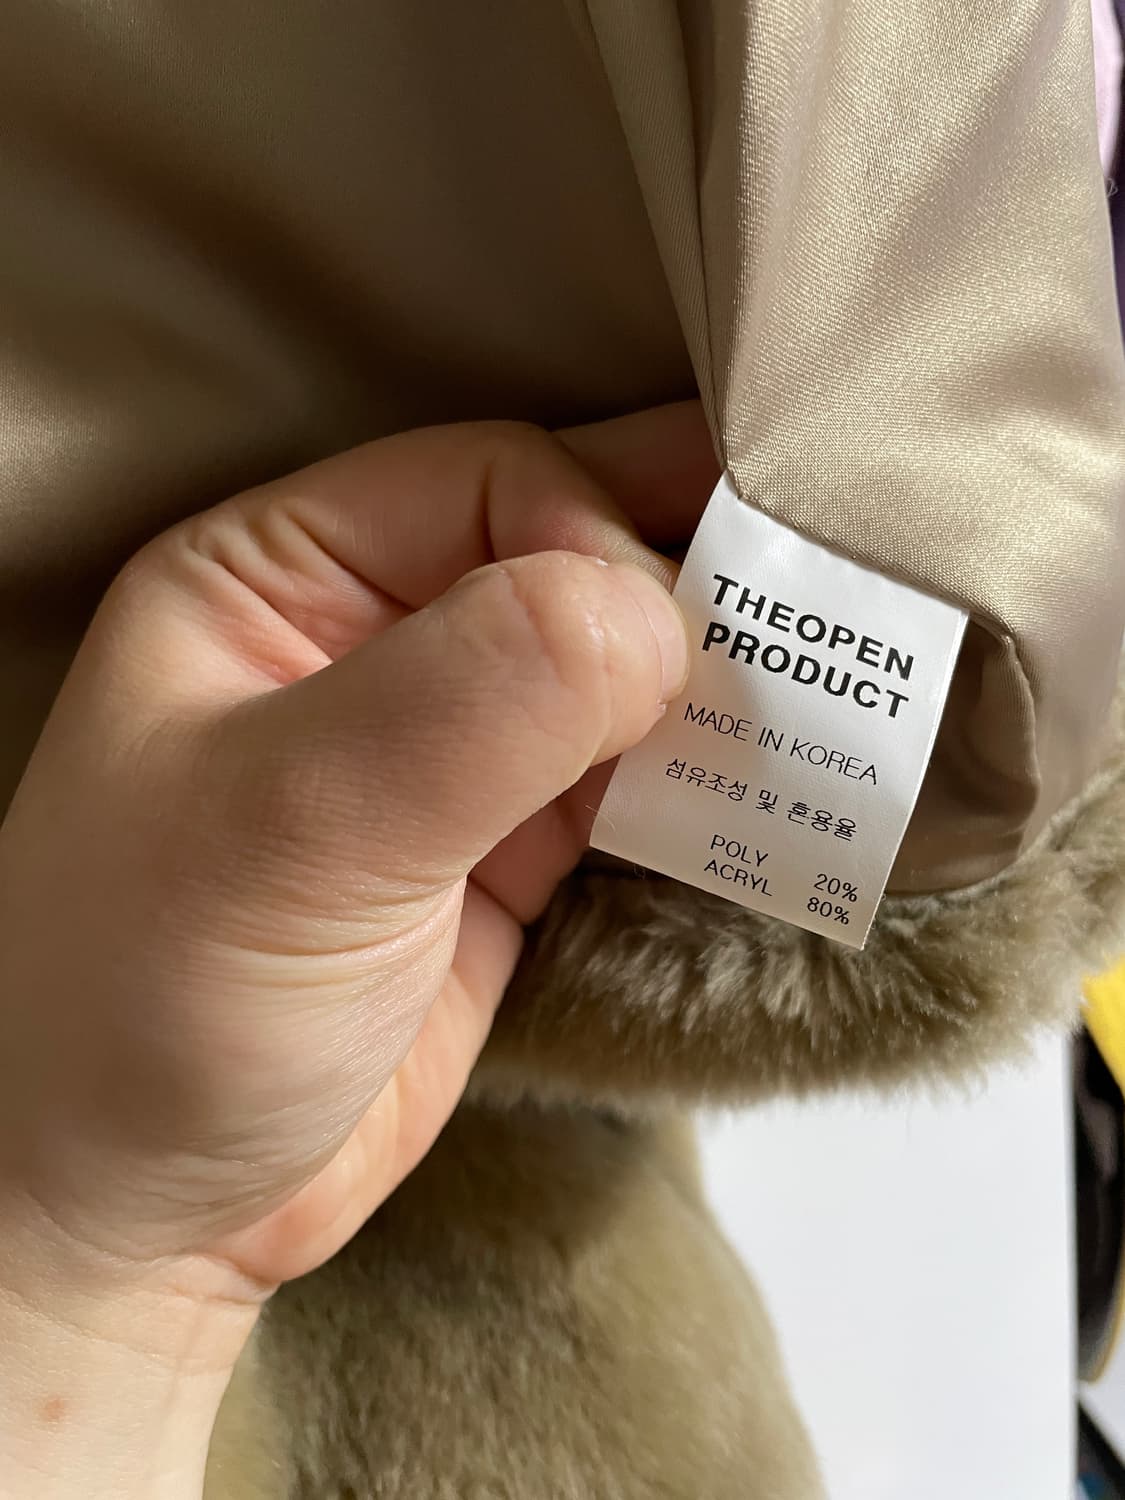 THEOPEN
PRODUCT
MADE IN KOREA
섬유조성 및 혼용율
POLY 20%
ACRYL 80%